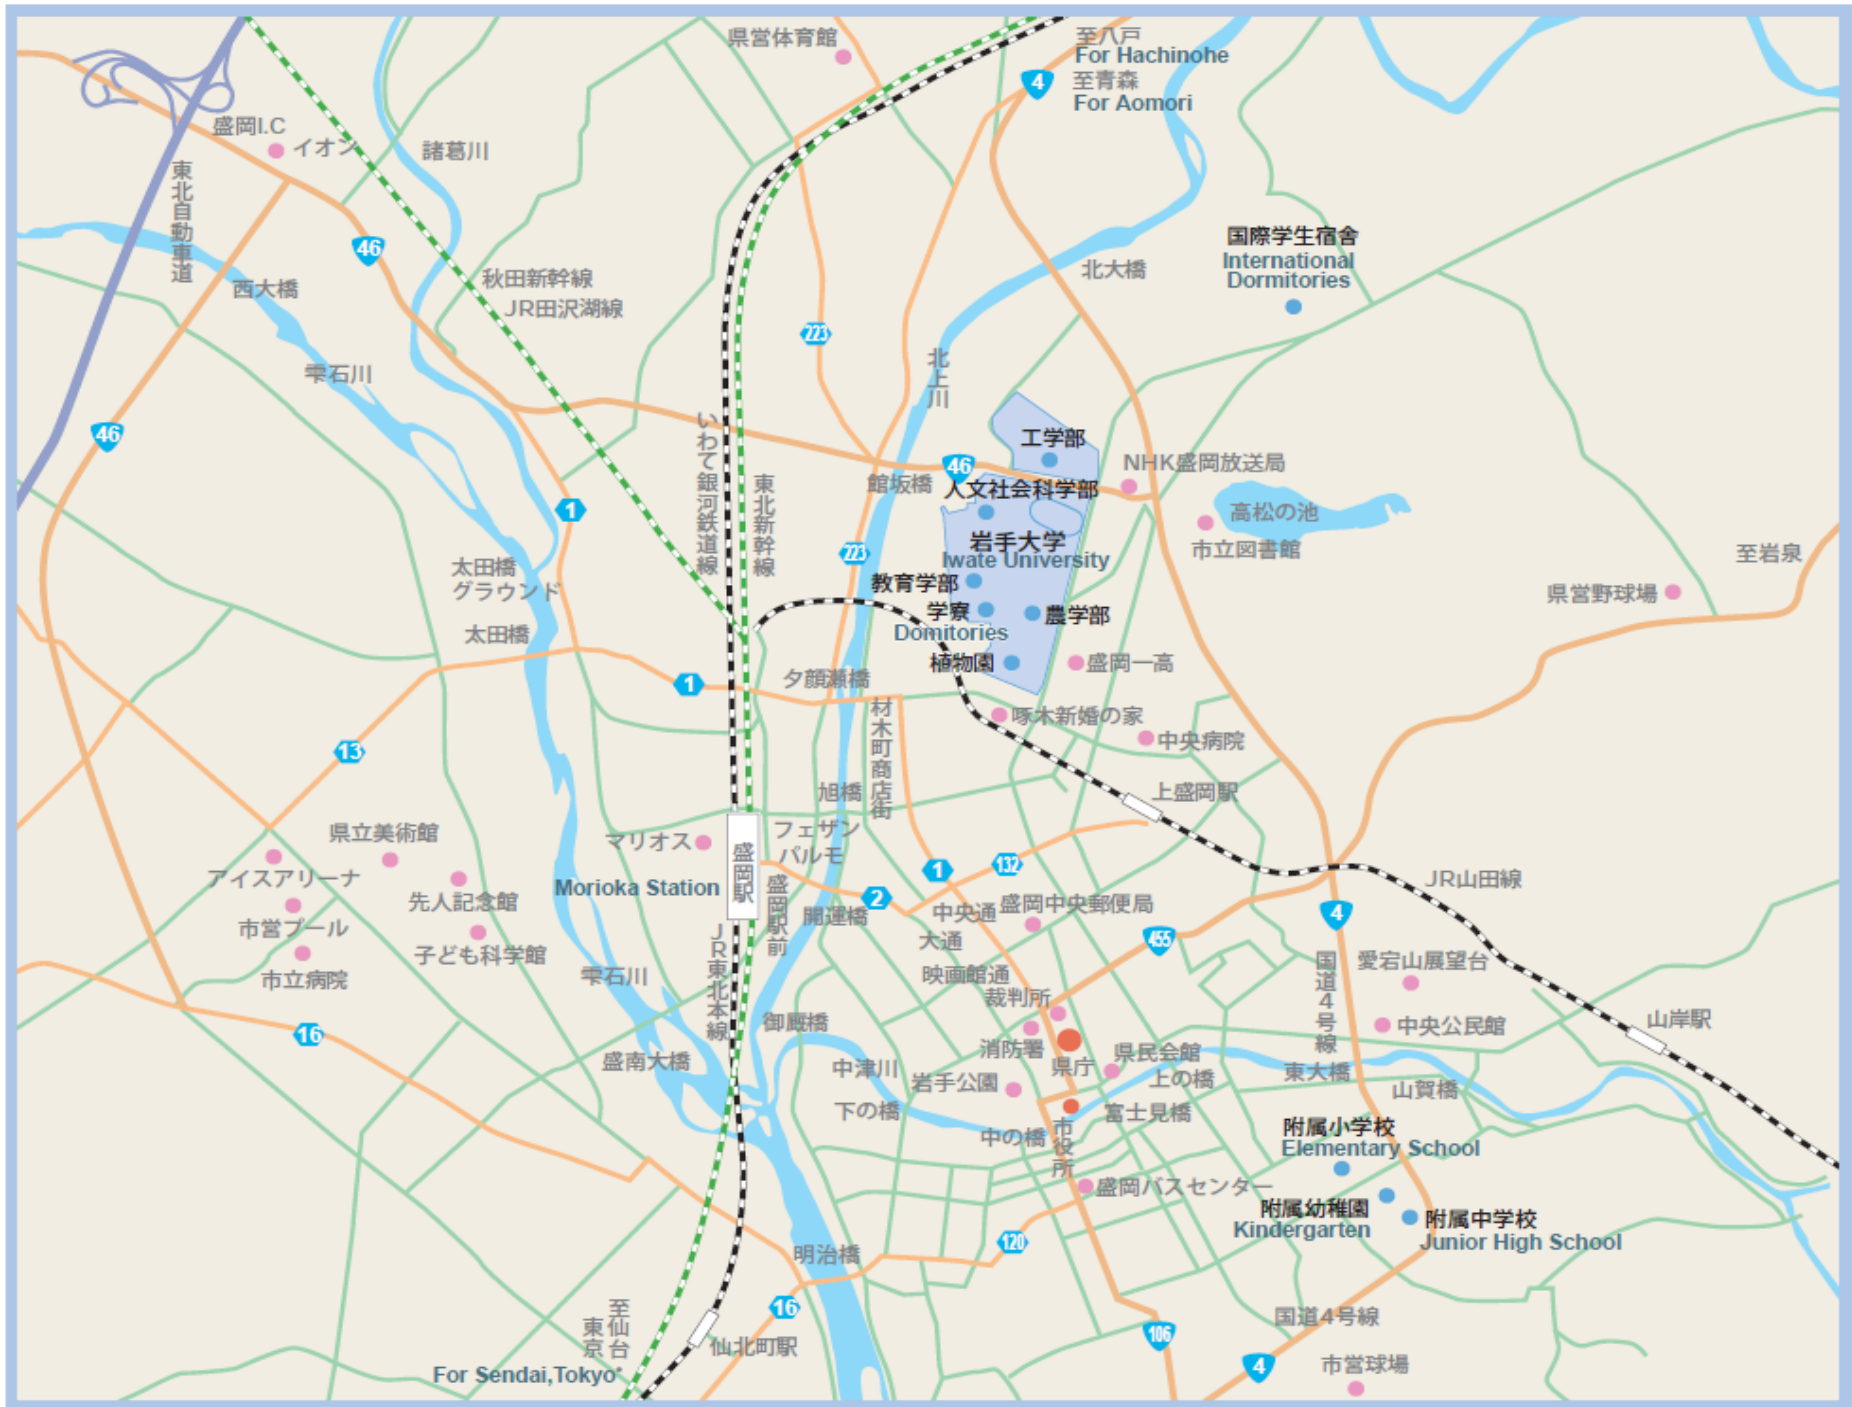 県営体育館
至八戸
For Hachinohe
至青森
For Aomori
4
盛岡I.C
イオン
諸葛川
東北自動車道
46
西大橋
秋田新幹線
JR田沢湖線
北大橋
国際学生宿舎
International
Dormitories
223
雫石川
北上川
46
いわて銀河鉄道線
東北新幹線
工学部
46
NHK盛岡放送局
館坂橋
人文社会科学部
1
高松の池
市立図書館
岩手大学
Iwate University
223
至岩泉
太田橋
グラウンド
太田橋
教育学部
県営野球場
学寮
Domitories
農学部
植物園
盛岡一高
1
夕顔瀬橋
材木町商店街
啄木新婚の家
中央病院
13
旭橋
上盛岡駅
県立美術館
マリオス
盛岡駅
フェザン
パルモ
アイスアリーナ
Morioka Station
盛岡駅前
1
132
JR山田線
先人記念館
2
開運橋
中央通
盛岡中央郵便局
4
市営プール
大通
455
子ども科学館
JR東北本線
国道4号線
愛宕山展望台
市立病院
雫石川
映画館通
裁判所
16
御厩橋
中央公民館
山岸駅
消防署
県庁
県民会館
盛南大橋
中津川
岩手公園
上の橋
東大橋
山賀橋
下の橋
富士見橋
中の橋
市役所
附属小学校
Elementary School
盛岡バスセンター
附属幼稚園
Kindergarten
附属中学校
Junior High School
120
明治橋
16
至仙台
東京
仙北町駅
106
国道4号線
4
市営球場
For Sendai,Tokyo